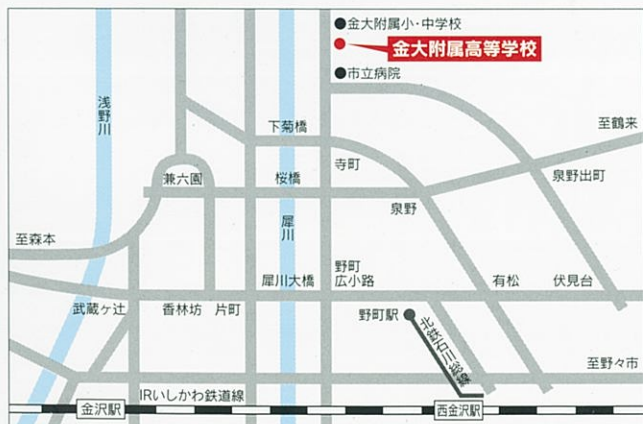 金大附属小・中学校
金大附属高等学校
市立病院
浅野川
下菊橋
寺町
至鶴来
兼六園
桜橋
泉野
泉野出町
犀川
至森本
野町
広小路
犀川大橋
有松
伏見台
武蔵ヶ辻
香林坊
片町
野町駅
北鉄石川総線
至野々市
IRいしかわ鉄道線
金沢駅
西金沢駅